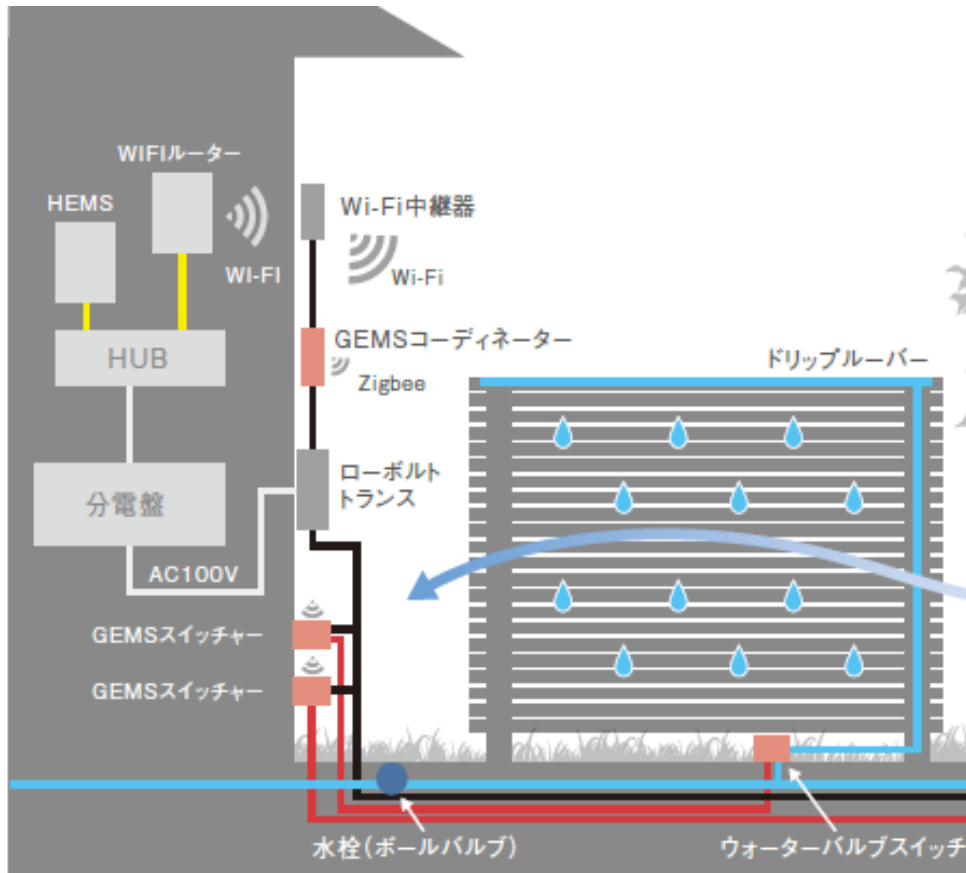 WIFIルーター
HEMS
WI-FI
Wi-Fi中継器
Wi-Fi
HUB
GEMSコーディネーター
Zigbee
ドリップルーバー
分電盤
ローボルト
トランス
AC100V
GEMSスイッチャー
GEMSスイッチャー
水栓(ボールバルブ)
ウォーターバルブスイッチ